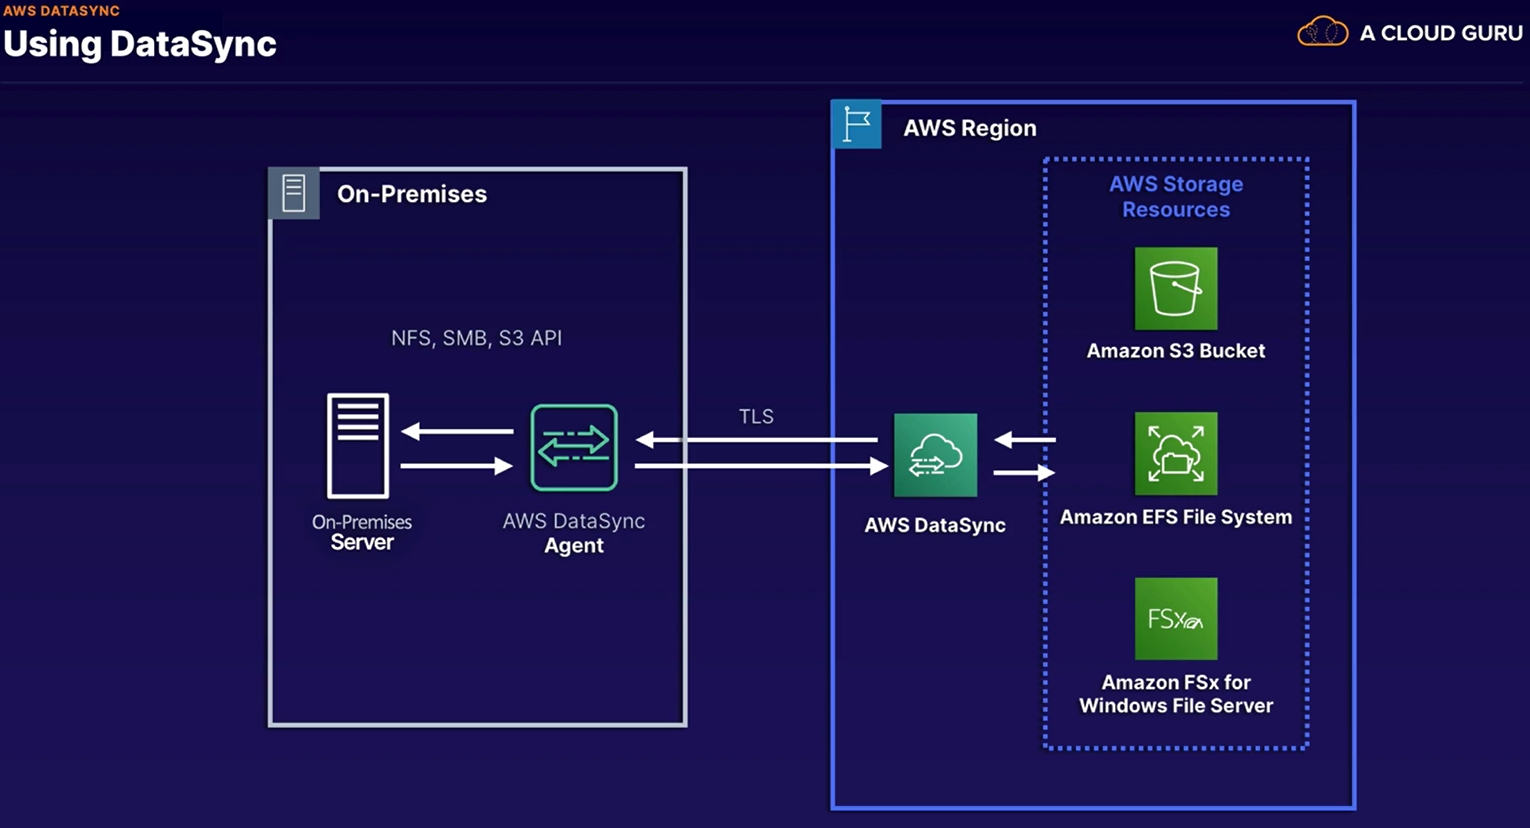 AWS DATASYNC
Using DataSync
A CLOUD GURU
On-Premises
NFS, SMB, S3 API
On-Premises
Server
AWS DataSync
Agent
TLS
AWS Region
AWS DataSync
AWS Storage
Resources
Amazon S3 Bucket
Amazon EFS File System
FSx
Amazon FSx for
Windows File Server